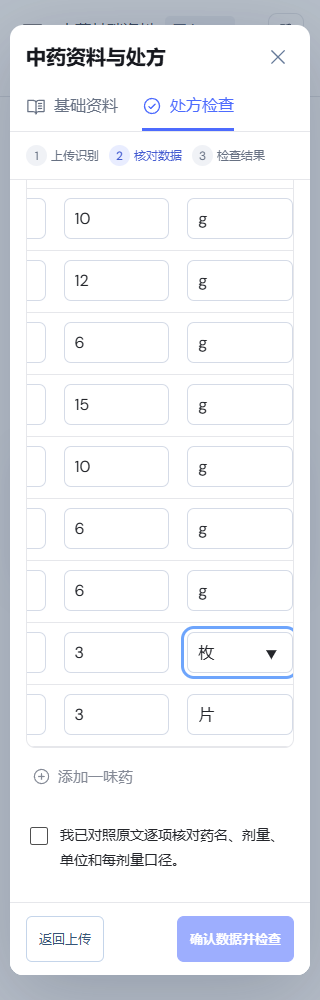 中药资料与处方
基础资料
处方检查
1 上传识别
2 核对数据
3 检查结果
10 g
12 g
6 g
15 g
10 g
6 g
6 g
3 枚
3 片
添加一味药
我已对照原文逐项核对药名、剂量、
单位和每剂量口径。
返回上传
确认数据并检查